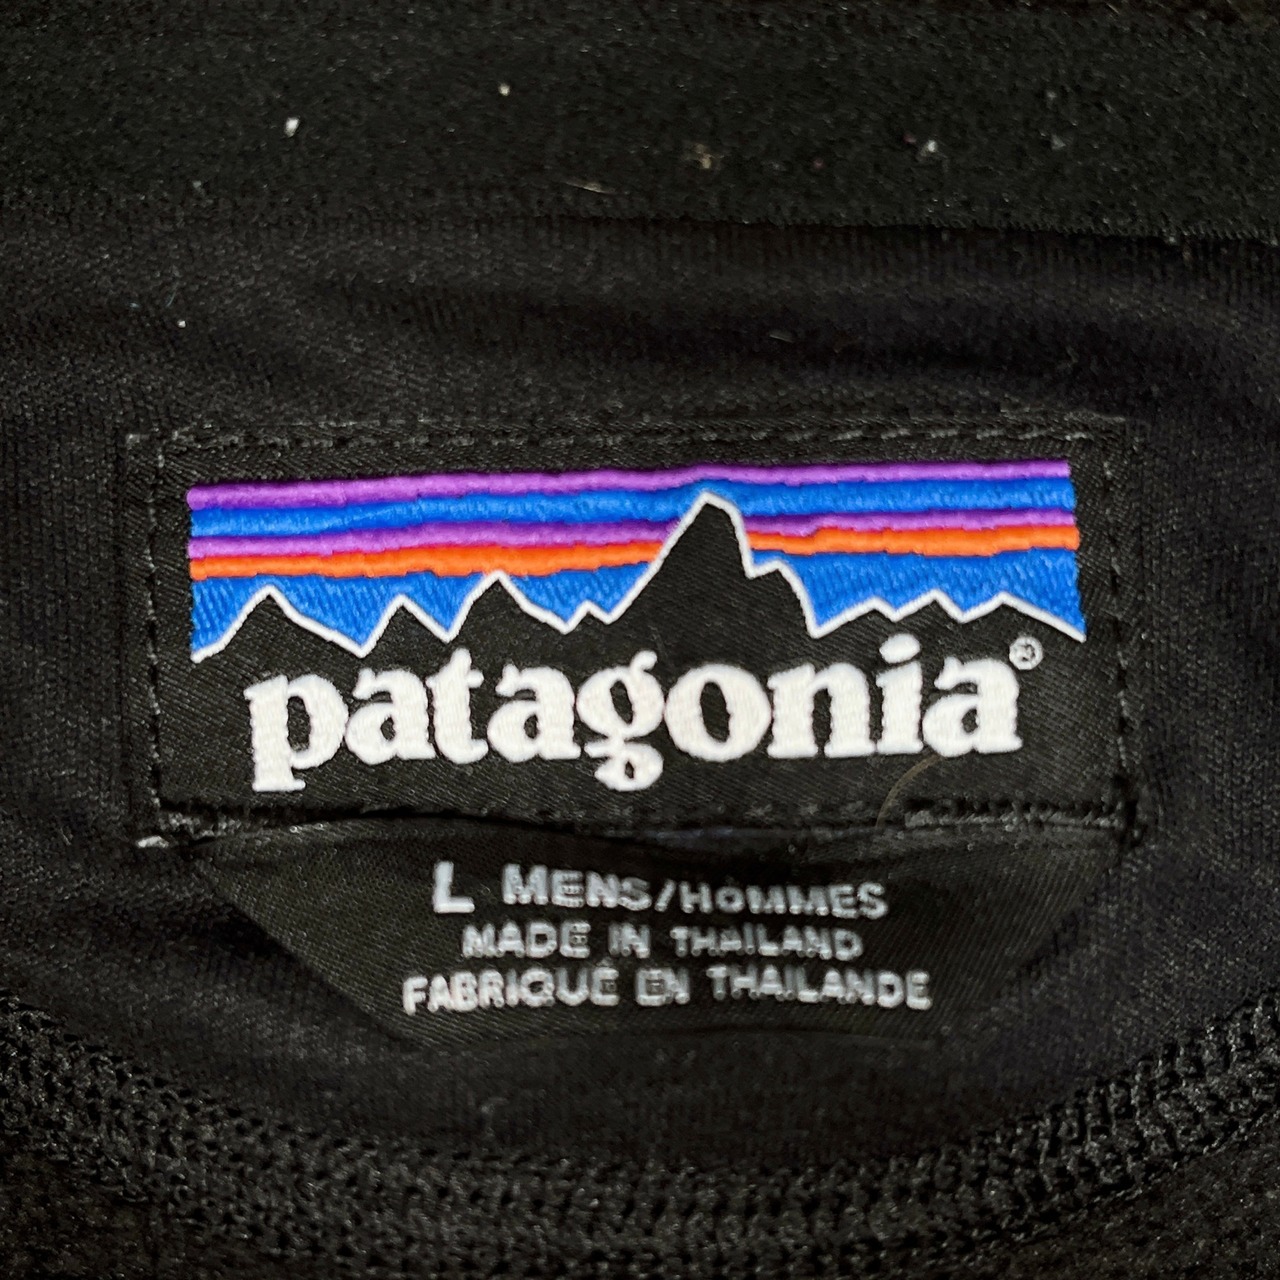 patagonia®
L MENS/HOMMES
MADE IN THAILAND
FABRIQUÉ EN THAILANDE